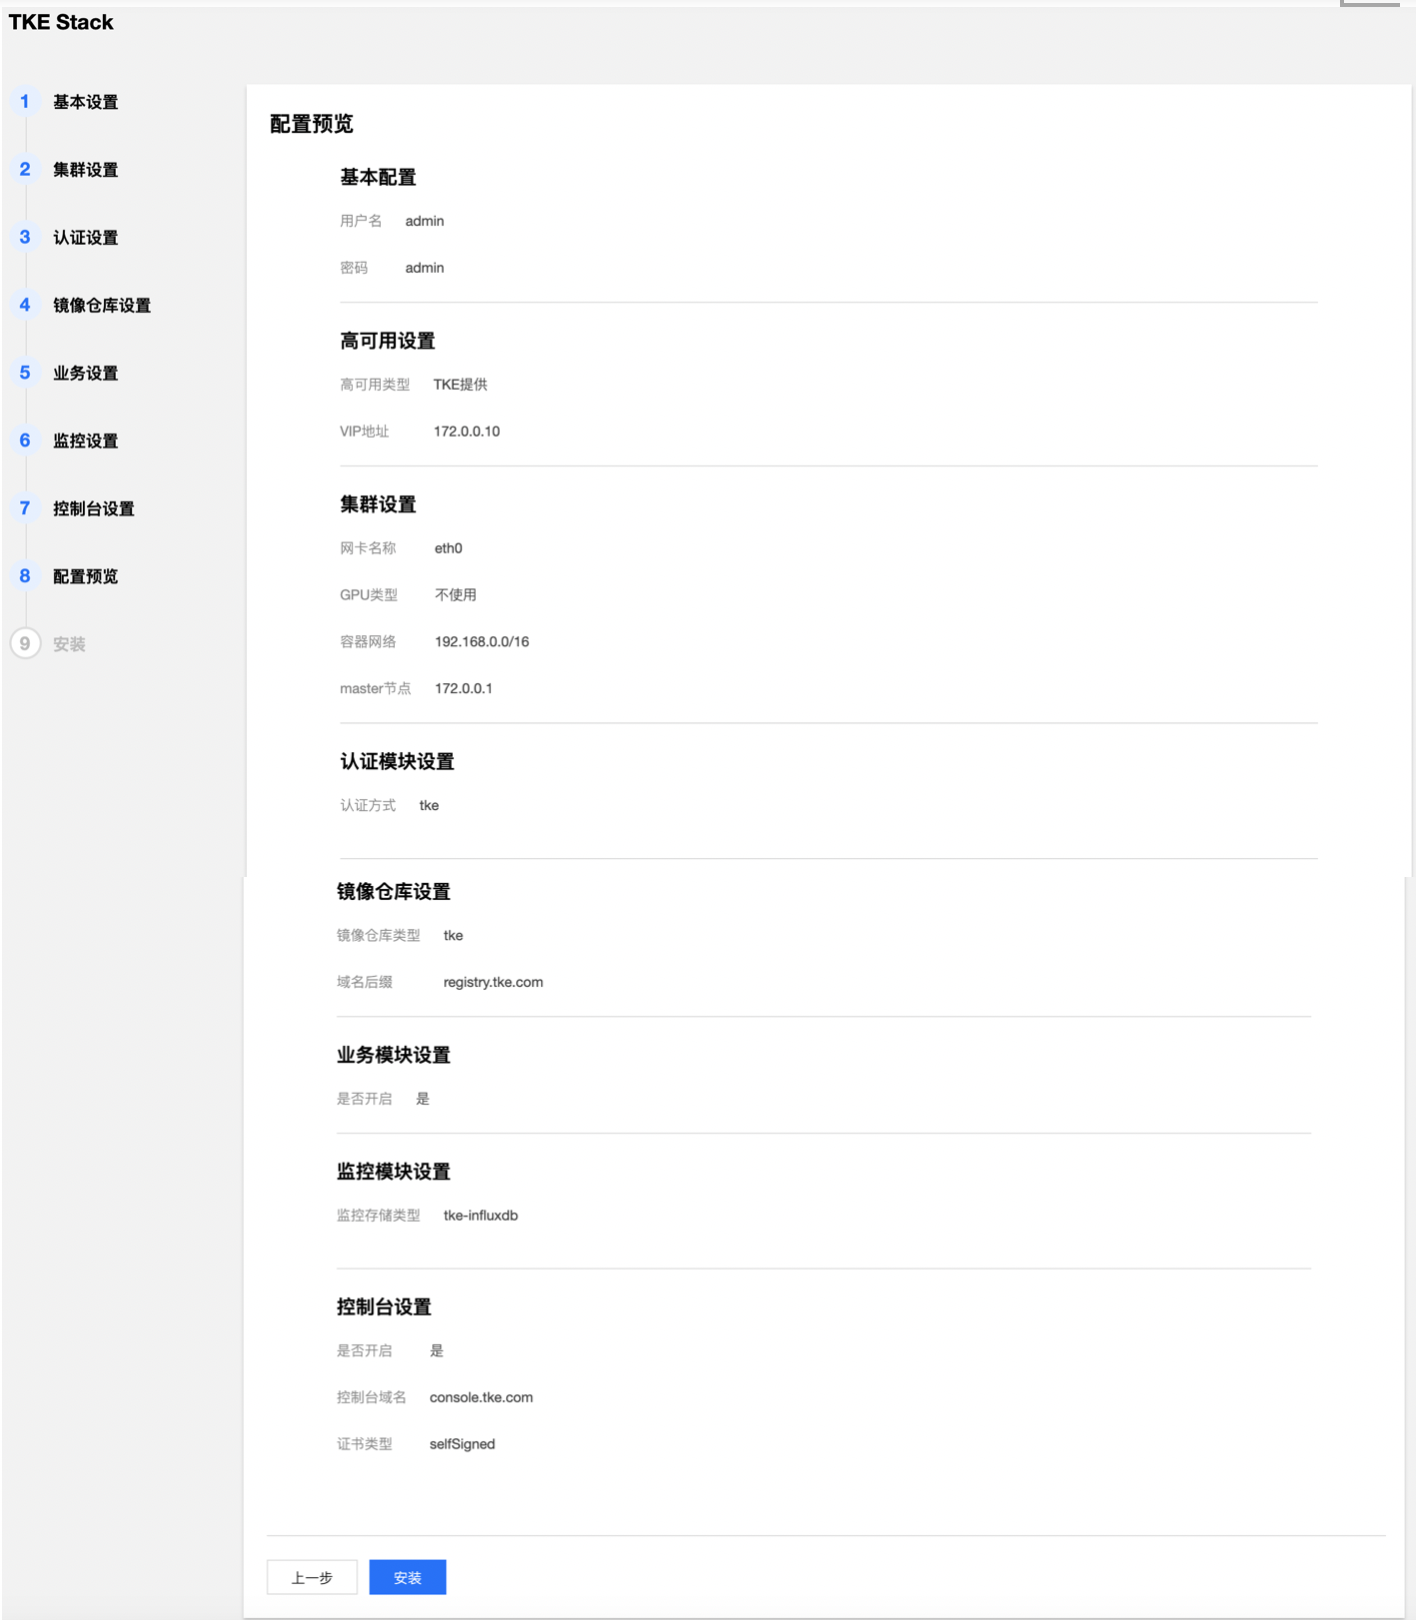 TKE Stack
1 基本设置
2 集群设置
3 认证设置
4 镜像仓库设置
5 业务设置
6 监控设置
7 控制台设置
8 配置预览
9 安装
配置预览
基本配置
用户名 admin
密码 admin
高可用设置
高可用类型 TKE提供
VIP地址 172.0.0.10
集群设置
网卡名称 eth0
GPU类型 不使用
容器网络 192.168.0.0/16
master节点 172.0.0.1
认证模块设置
认证方式 tke
镜像仓库设置
镜像仓库类型 tke
域名后缀 registry.tke.com
业务模块设置
是否开启 是
监控模块设置
监控存储类型 tke-influxdb
控制台设置
是否开启 是
控制台域名 console.tke.com
证书类型 selfSigned
上一步 安装